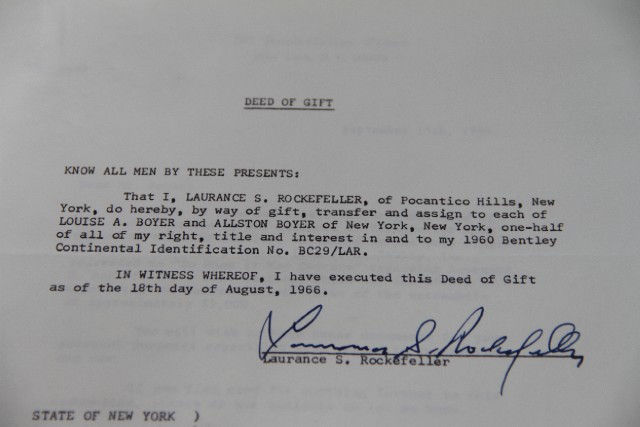 DEED OF GIFT
KNOW ALL MEN BY THESE PRESENTS:
That I, LAURANCE S. ROCKEFELLER, of Pocantico Hills, New
York, do hereby, by way of gift, transfer and assign to each of
LOUISE A. BOYER and ALLSTON BOYER of New York, New York, one-half
of all of my right, title and interest in and to my 1960 Bentley
Continental Identification No. BC29/LAR.
IN WITNESS WHEREOF, I have executed this Deed of Gift
as of the 18th day of August, 1966.
Laurance S. Rockefeller
Laurance S. Rockefeller
STATE OF NEW YORK )